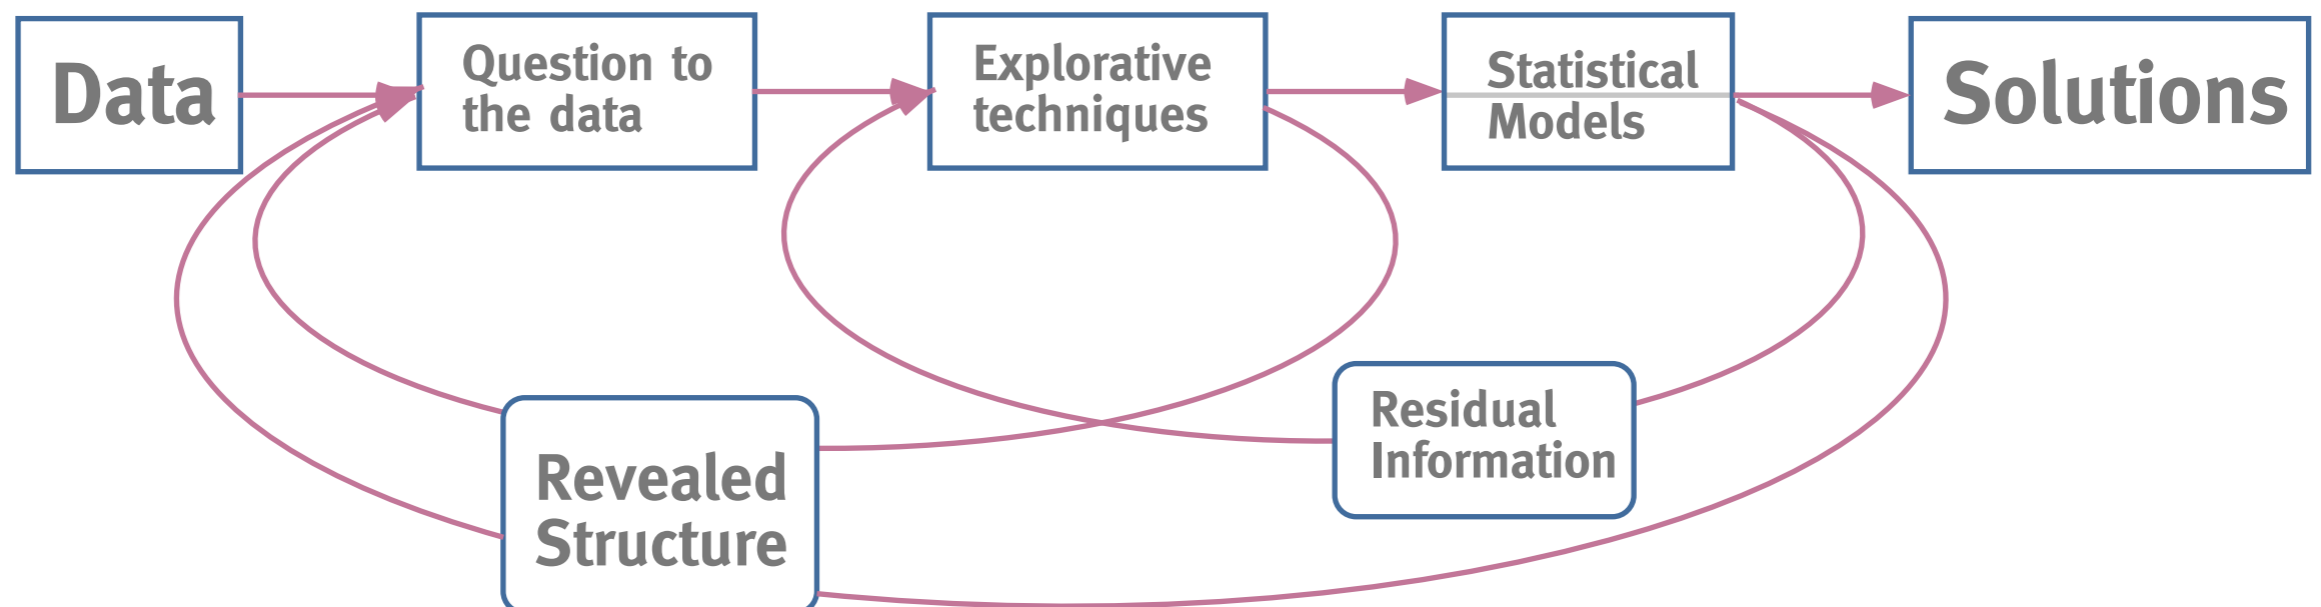 Data
Question to
the data
Explorative
techniques
Statistical
Models
Solutions
Revealed
Structure
Residual
Information